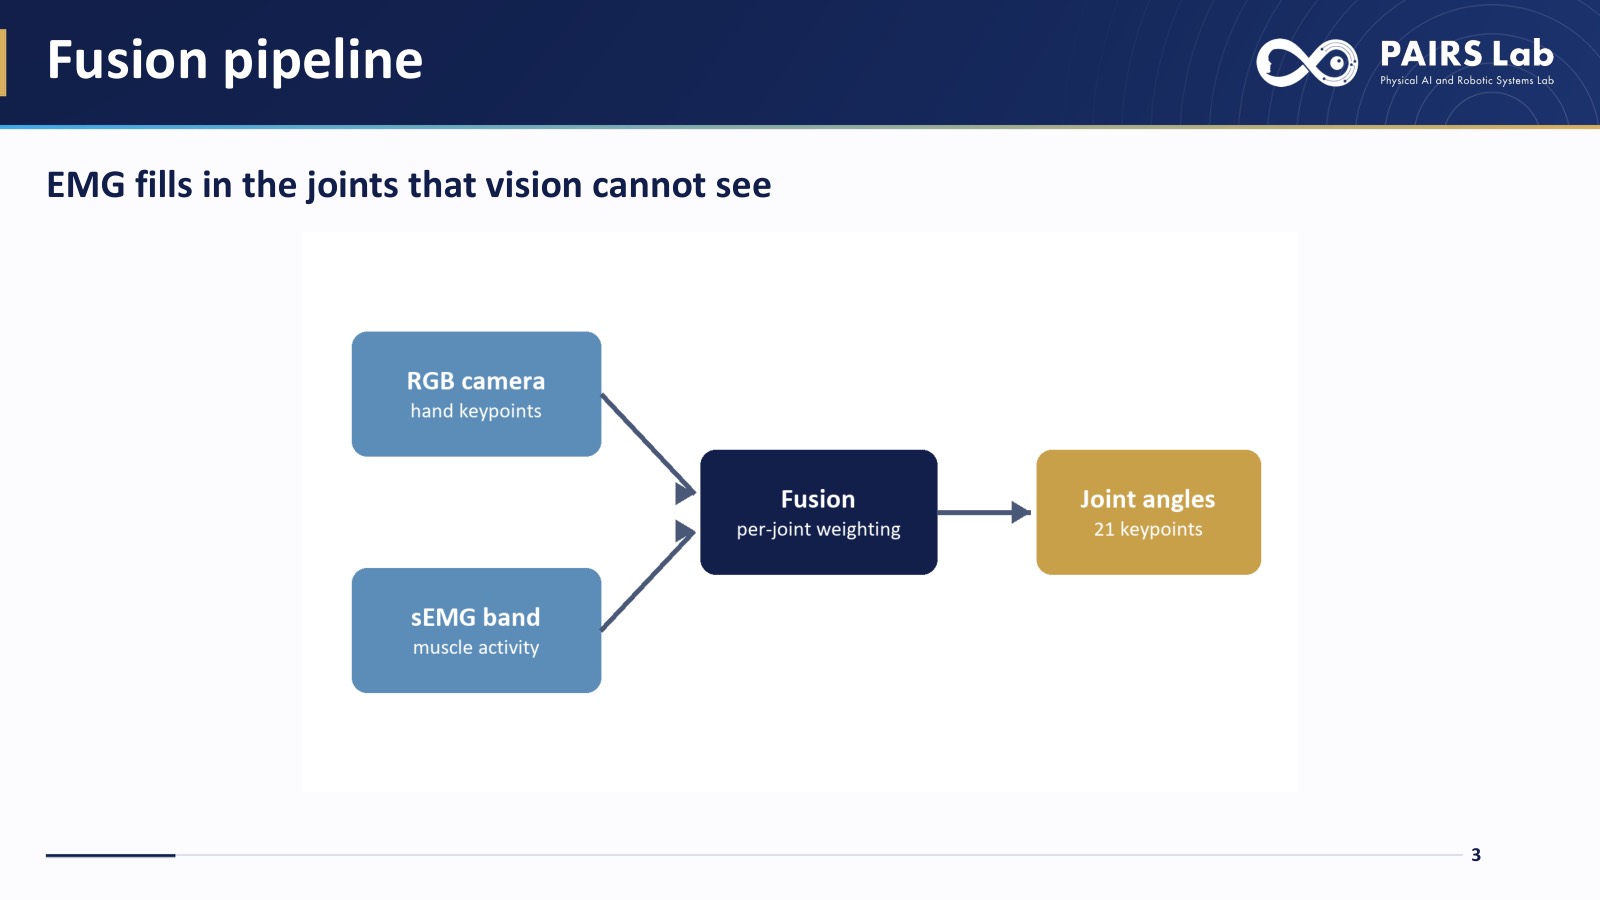 Fusion pipeline
PAIRS Lab
Physical AI and Robotic Systems Lab
EMG fills in the joints that vision cannot see
RGB camera
hand keypoints
Fusion
per-joint weighting
Joint angles
21 keypoints
sEMG band
muscle activity
3